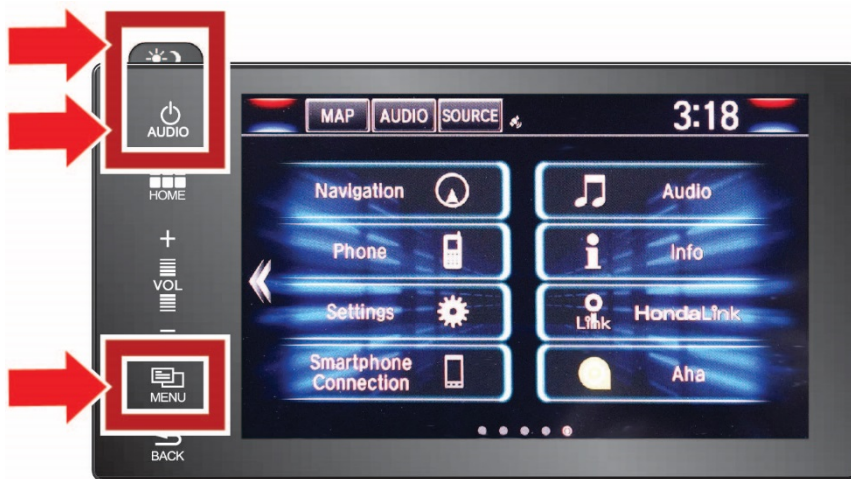 AUDIO
HOME
+
VOL
−
MENU
BACK
MAP AUDIO SOURCE 3:18
Navigation
Audio
Phone
Info
Settings
Link HondaLink
Smartphone
Connection
Aha